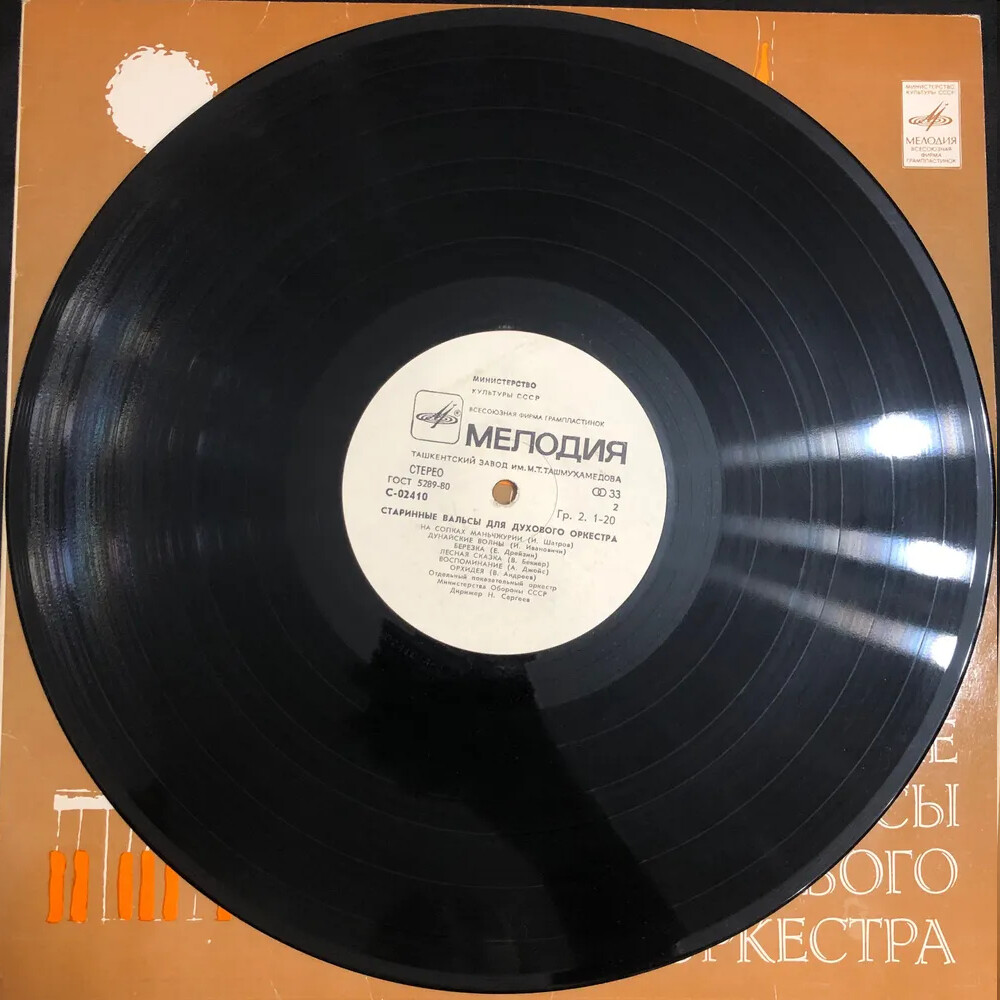 МИНИСТЕРСТВО
КУЛЬТУРЫ СССР
МЕЛОДИЯ
ВСЕСОЮЗНАЯ
ФИРМА
ГРАМПЛАСТИНОК
МИНИСТЕРСТВО
КУЛЬТУРЫ СССР
ВСЕСОЮЗНАЯ ФИРМА ГРАМПЛАСТИНОК
МЕЛОДИЯ
ТАШКЕНТСКИЙ ЗАВОД ИМ. М.Т. ТАШМУХАМЕДОВА
СТЕРЕО
ГОСТ 5289-80
С-02410
33
2
Гр. 2. 1-20
СТАРИННЫЕ ВАЛЬСЫ ДЛЯ ДУХОВОГО ОРКЕСТРА
НА СОПКАХ МАНЬЧЖУРИИ (И. Шатров)
ДУНАЙСКИЕ ВОЛНЫ (И. Иванович)
БЕРЕЗКА (Е. Дрейзин)
ЛЕСНАЯ СКАЗКА (В. Беккер)
ВОСПОМИНАНИЕ (А. Джойс)
ОРХИДЕЯ (В. Андреев)
Отдельный показательный оркестр
Министерства Обороны СССР
Дирижер Н. Сергеев
Е
СЫ
ВОГО
РКЕСТРА